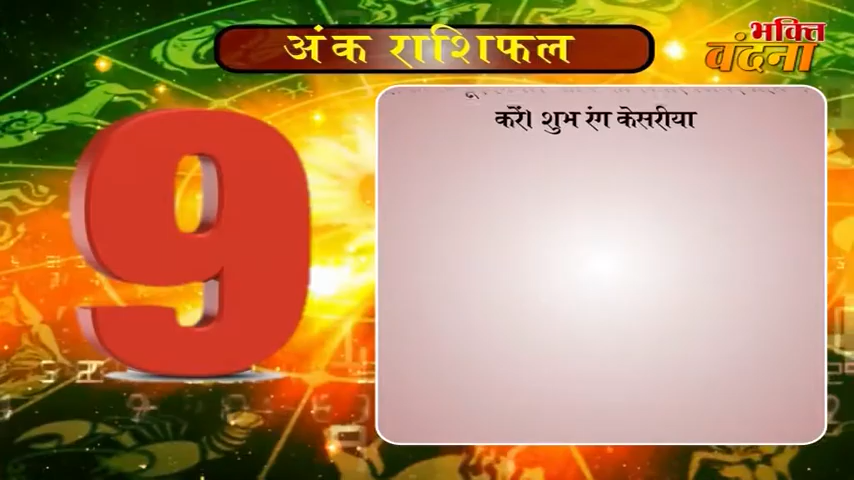 अंक राशिफल
भक्ति
वंदना
9
करें। शुभ रंग केसरीया